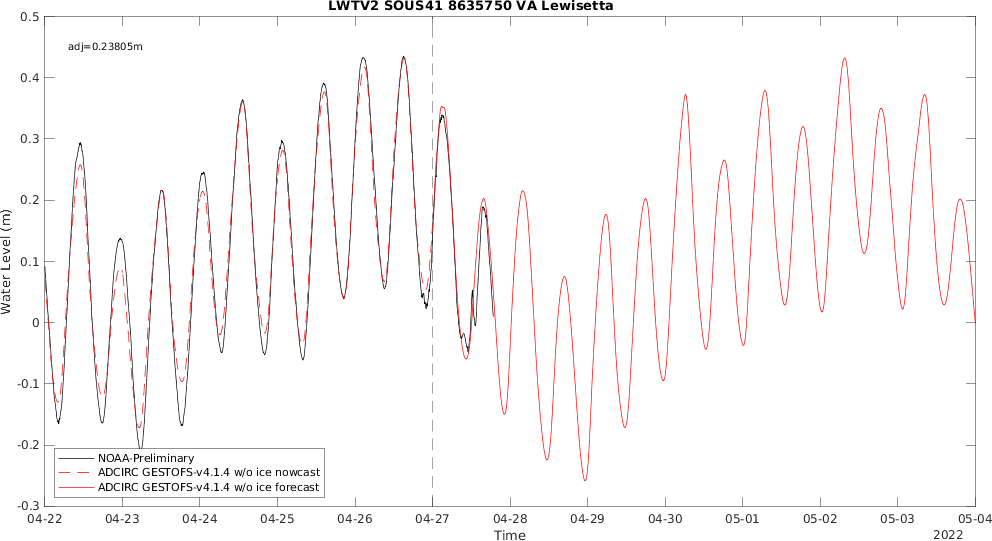 LWTV2 SOUS41 8635750 VA Lewisetta
adj=0.23805m
0.5
0.4
0.3
0.2
0.1
0
-0.1
-0.2
-0.3
Water Level (m)
NOAA-Preliminary
ADCIRC GESTOFS-v4.1.4 w/o ice nowcast
ADCIRC GESTOFS-v4.1.4 w/o ice forecast
04-22 04-23 04-24 04-25 04-26 04-27 04-28 04-29 04-30 05-01 05-02 05-03 05-04
Time
2022